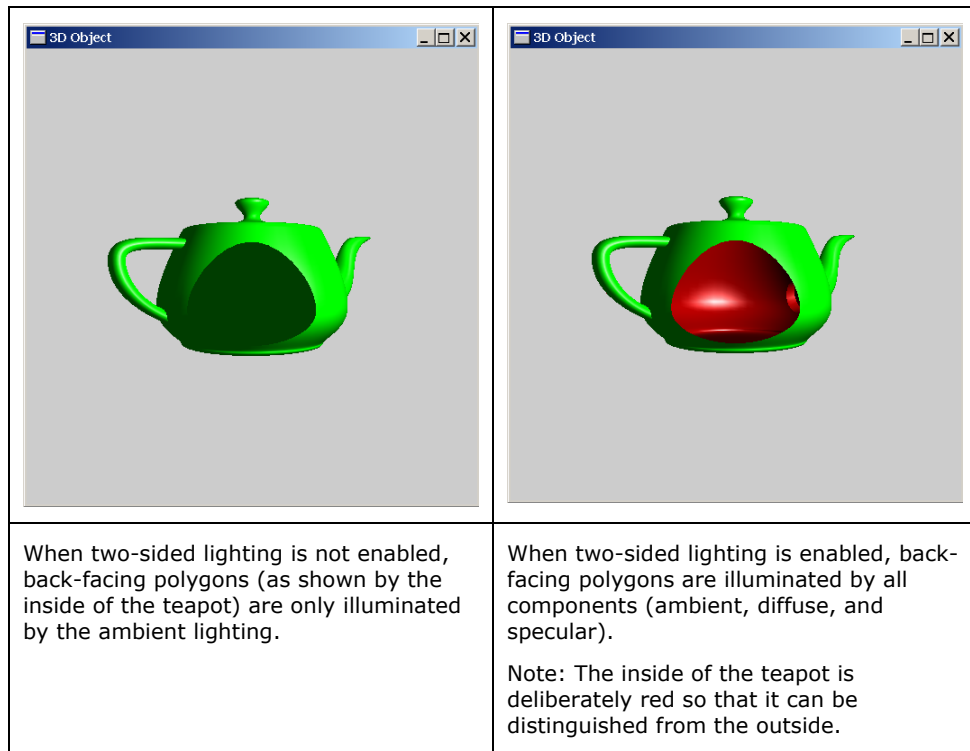 3D Object
3D Object
When two-sided lighting is not enabled,
back-facing polygons (as shown by the
inside of the teapot) are only illuminated
by the ambient lighting.
When two-sided lighting is enabled, back-
facing polygons are illuminated by all
components (ambient, diffuse, and
specular).
Note: The inside of the teapot is
deliberately red so that it can be
distinguished from the outside.